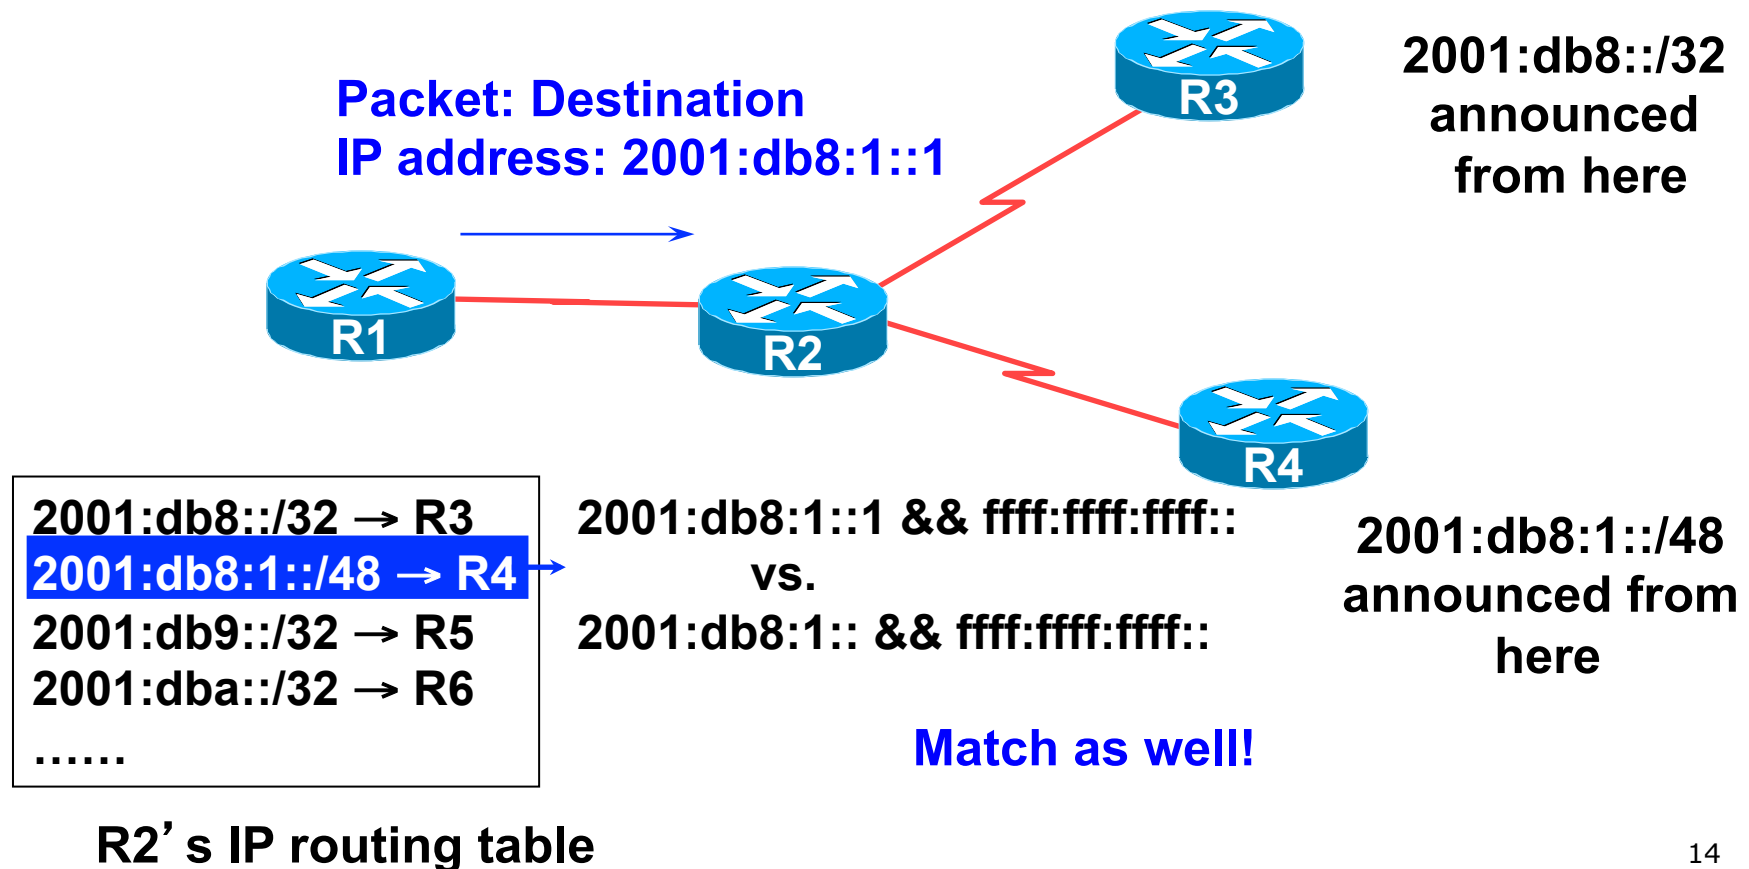 Packet: Destination
IP address: 2001:db8:1::1
R3
2001:db8::/32
announced
from here
R1
R2
R4
2001:db8::/32 → R3
2001:db8:1::/48 → R4
2001:db9::/32 → R5
2001:dba::/32 → R6
……
2001:db8:1::1 && ffff:ffff:ffff::
vs.
2001:db8:1:: && ffff:ffff:ffff::
Match as well!
2001:db8:1::/48
announced from
here
R2’s IP routing table
14